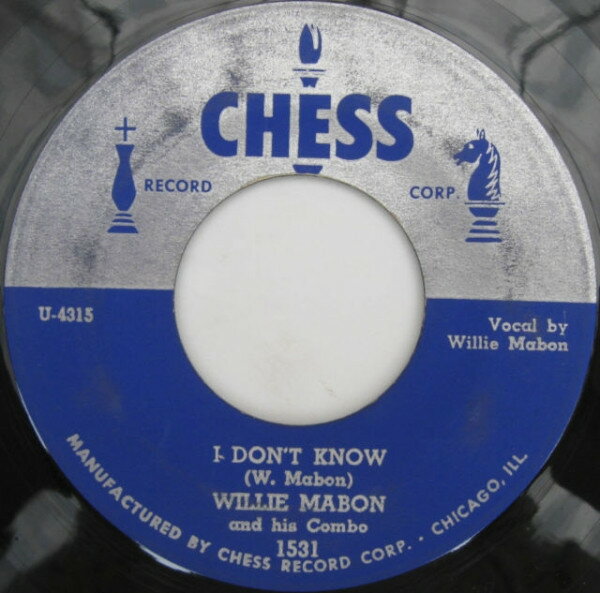 CHESS
RECORD CORP.
U-4315
Vocal by
Willie Mabon
I DON'T KNOW
(W. Mabon)
WILLIE MABON
and his Combo
1531
MANUFACTURED BY CHESS RECORD CORP. • CHICAGO, ILL.